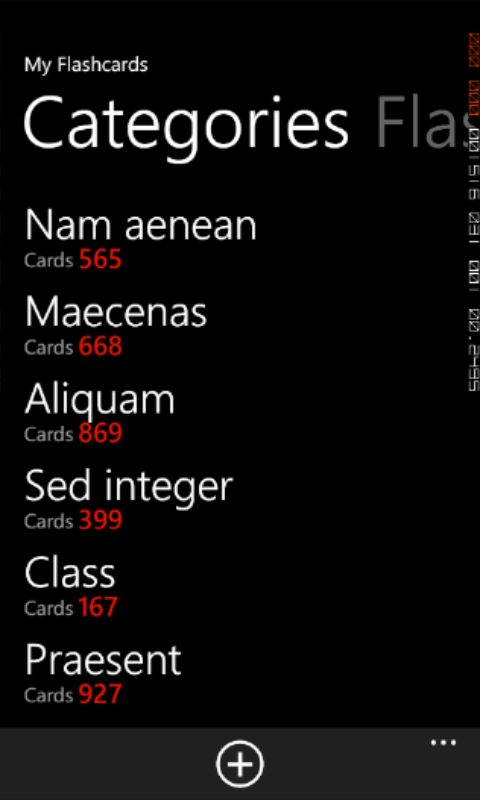 My Flashcards
Categories Flas
Nam aenean
Cards 565
Maecenas
Cards 668
Aliquam
Cards 869
Sed integer
Cards 399
Class
Cards 167
Praesent
Cards 927